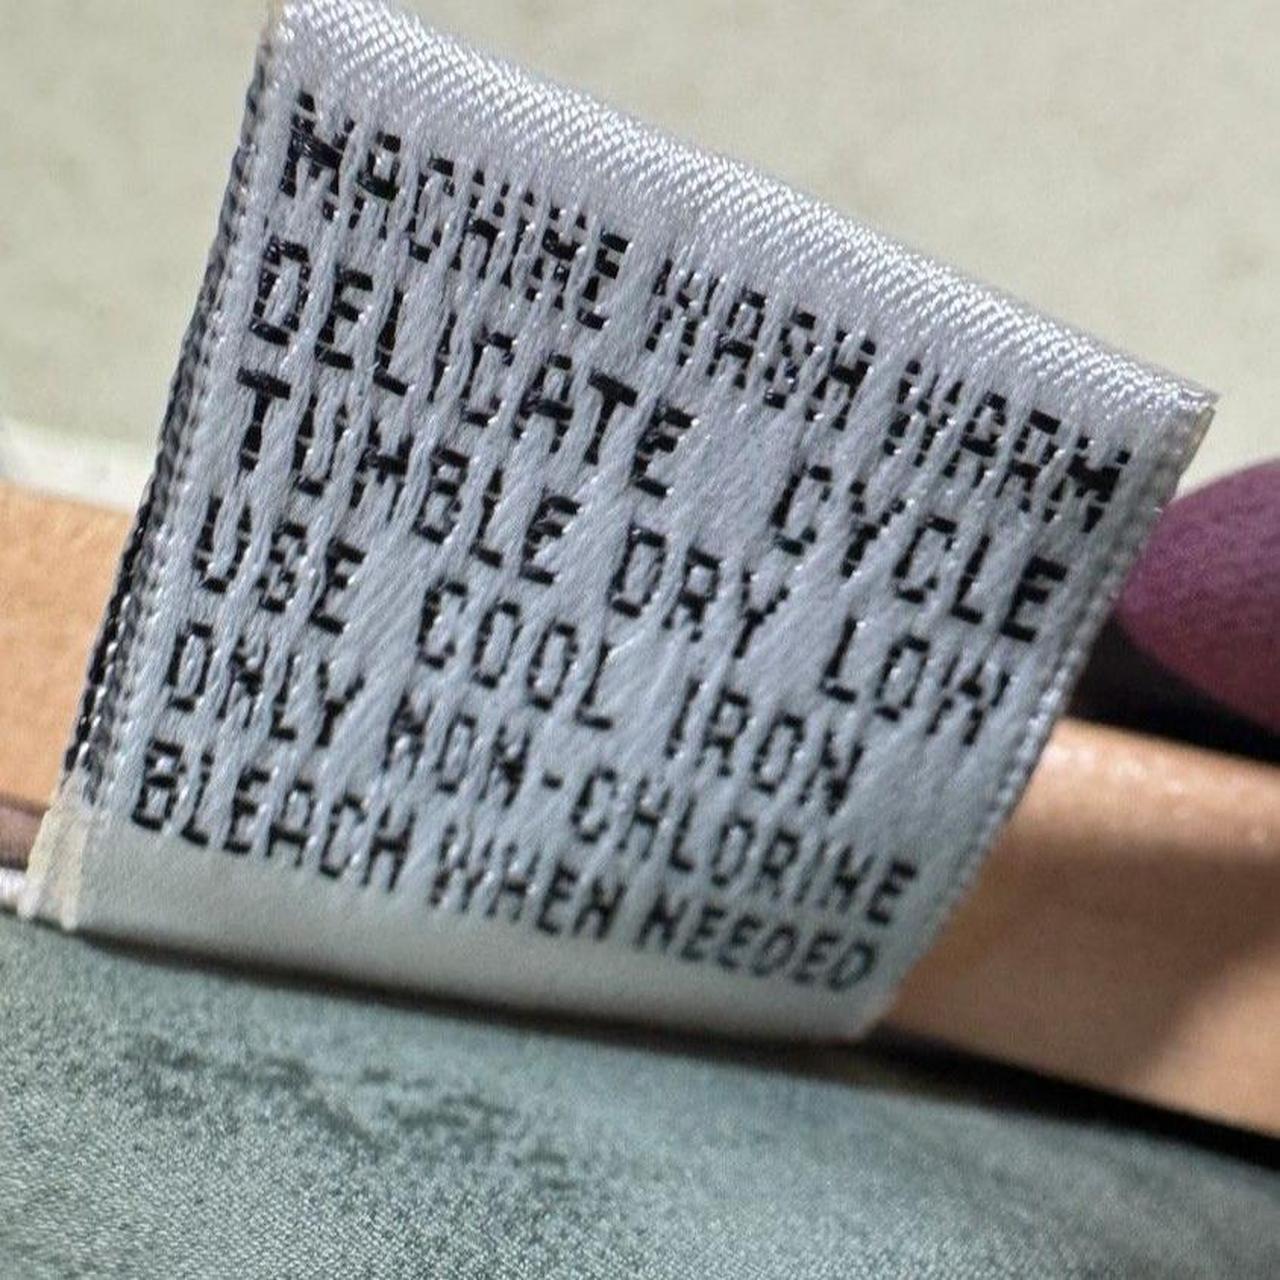 MACHINE WASH WARM
DELICATE CYCLE
TUMBLE DRY LOW
USE COOL IRON
ONLY NON-CHLORINE
BLEACH WHEN NEEDED